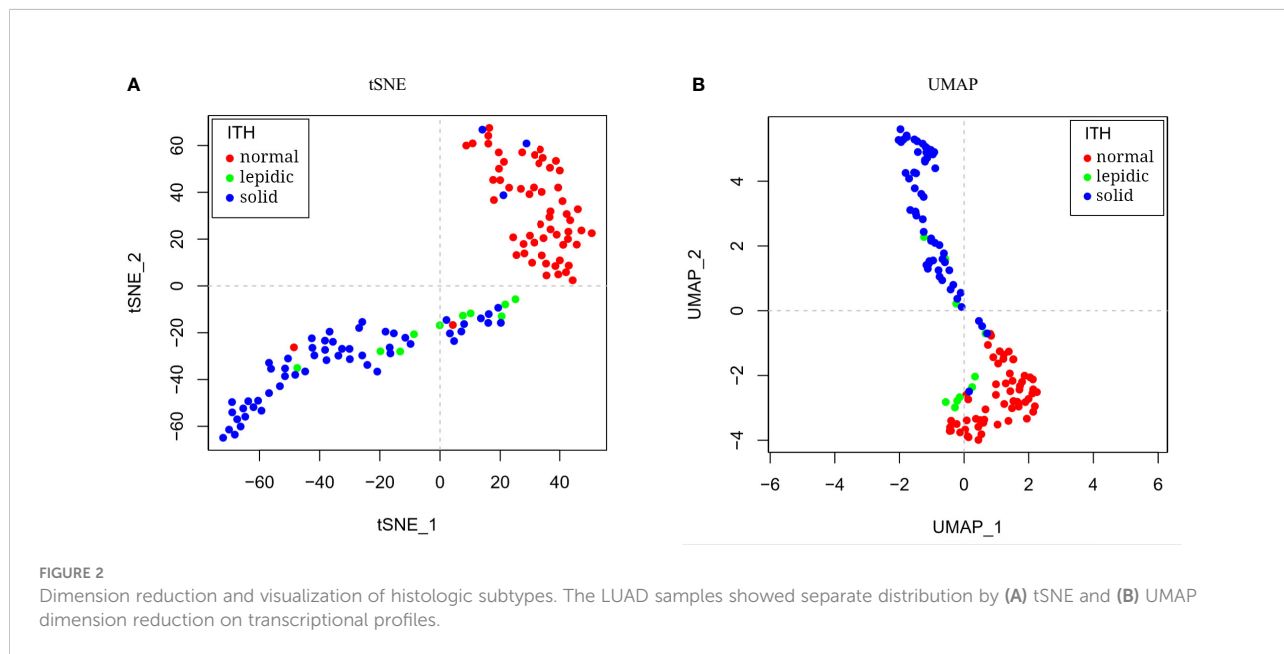 A
tSNE
ITH
normal
lepidic
solid
60
40
20
0
−20
−40
−60
tSNE_2
−60
−40
−20
0
20
40
tSNE_1
B
UMAP
ITH
normal
lepidic
solid
4
2
0
−2
−4
UMAP_2
−6
−4
−2
0
2
4
6
UMAP_1
FIGURE 2
Dimension reduction and visualization of histologic subtypes. The LUAD samples showed separate distribution by (A) tSNE and (B) UMAP
dimension reduction on transcriptional profiles.